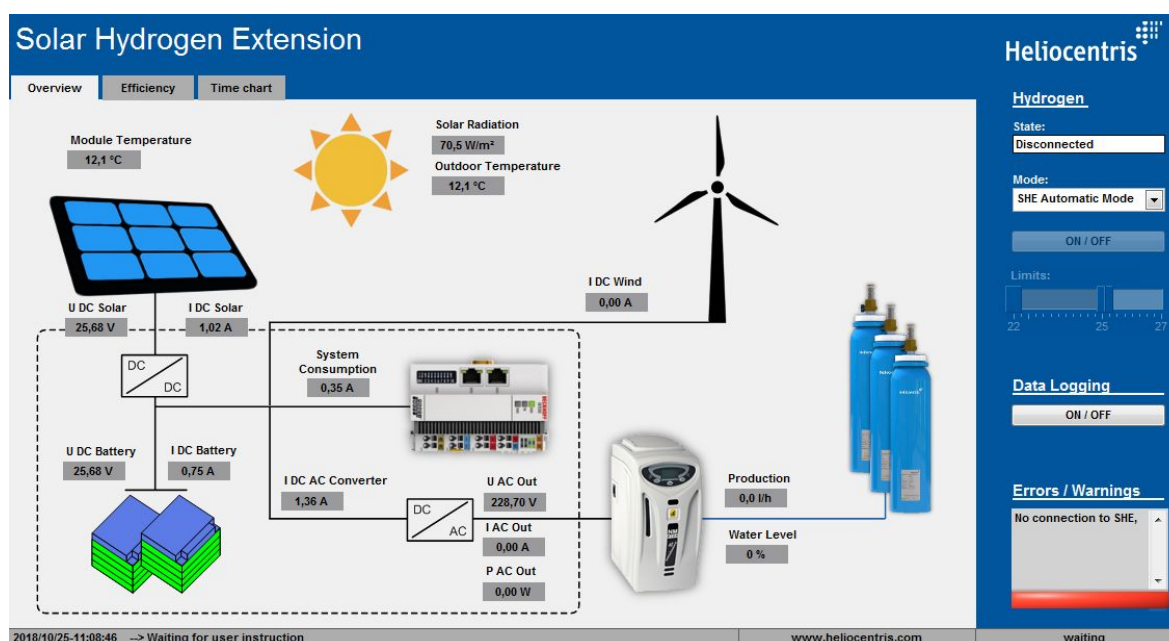 Solar Hydrogen Extension
Heliocentris
Overview
Efficiency
Time chart
Module Temperature
12,1 °C
Solar Radiation
70,5 W/m²
Outdoor Temperature
12,1 °C
U DC Solar
25,68 V
I DC Solar
1,02 A
I DC Wind
0,00 A
DC
DC
System
Consumption
0,35 A
U DC Battery
25,68 V
I DC Battery
0,75 A
I DC AC Converter
1,36 A
DC
AC
U AC Out
228,70 V
I AC Out
0,00 A
P AC Out
0,00 W
Production
0,0 l/h
Water Level
0 %
Hydrogen
State:
Disconnected
Mode:
SHE Automatic Mode
ON / OFF
Limits:
22 25 27
Data Logging
ON / OFF
Errors / Warnings
No connection to SHE,
2018/10/25-11:08:46 --> Waiting for user instruction
www.heliocentris.com
waiting